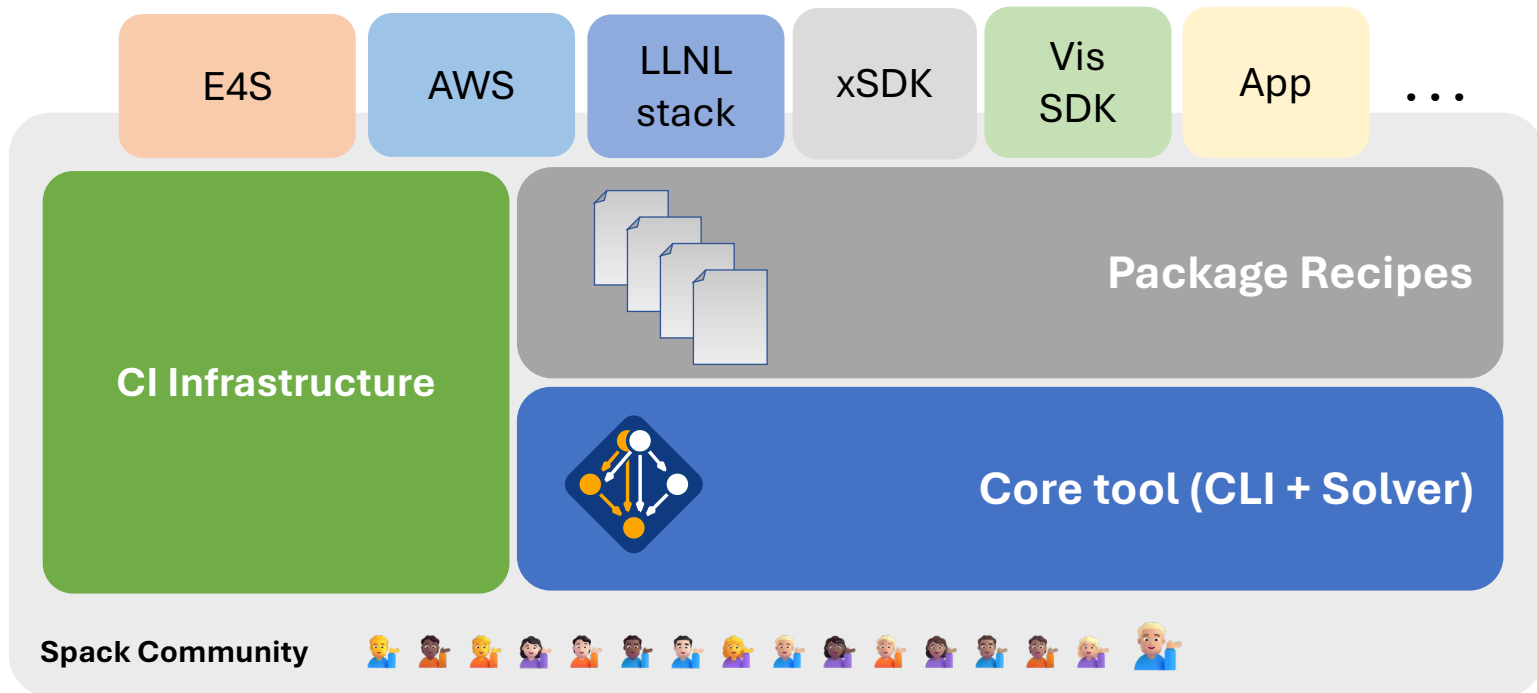 E4S
AWS
LLNL
stack
xSDK
Vis
SDK
App
...
CI Infrastructure
Package Recipes
Core tool (CLI + Solver)
Spack Community